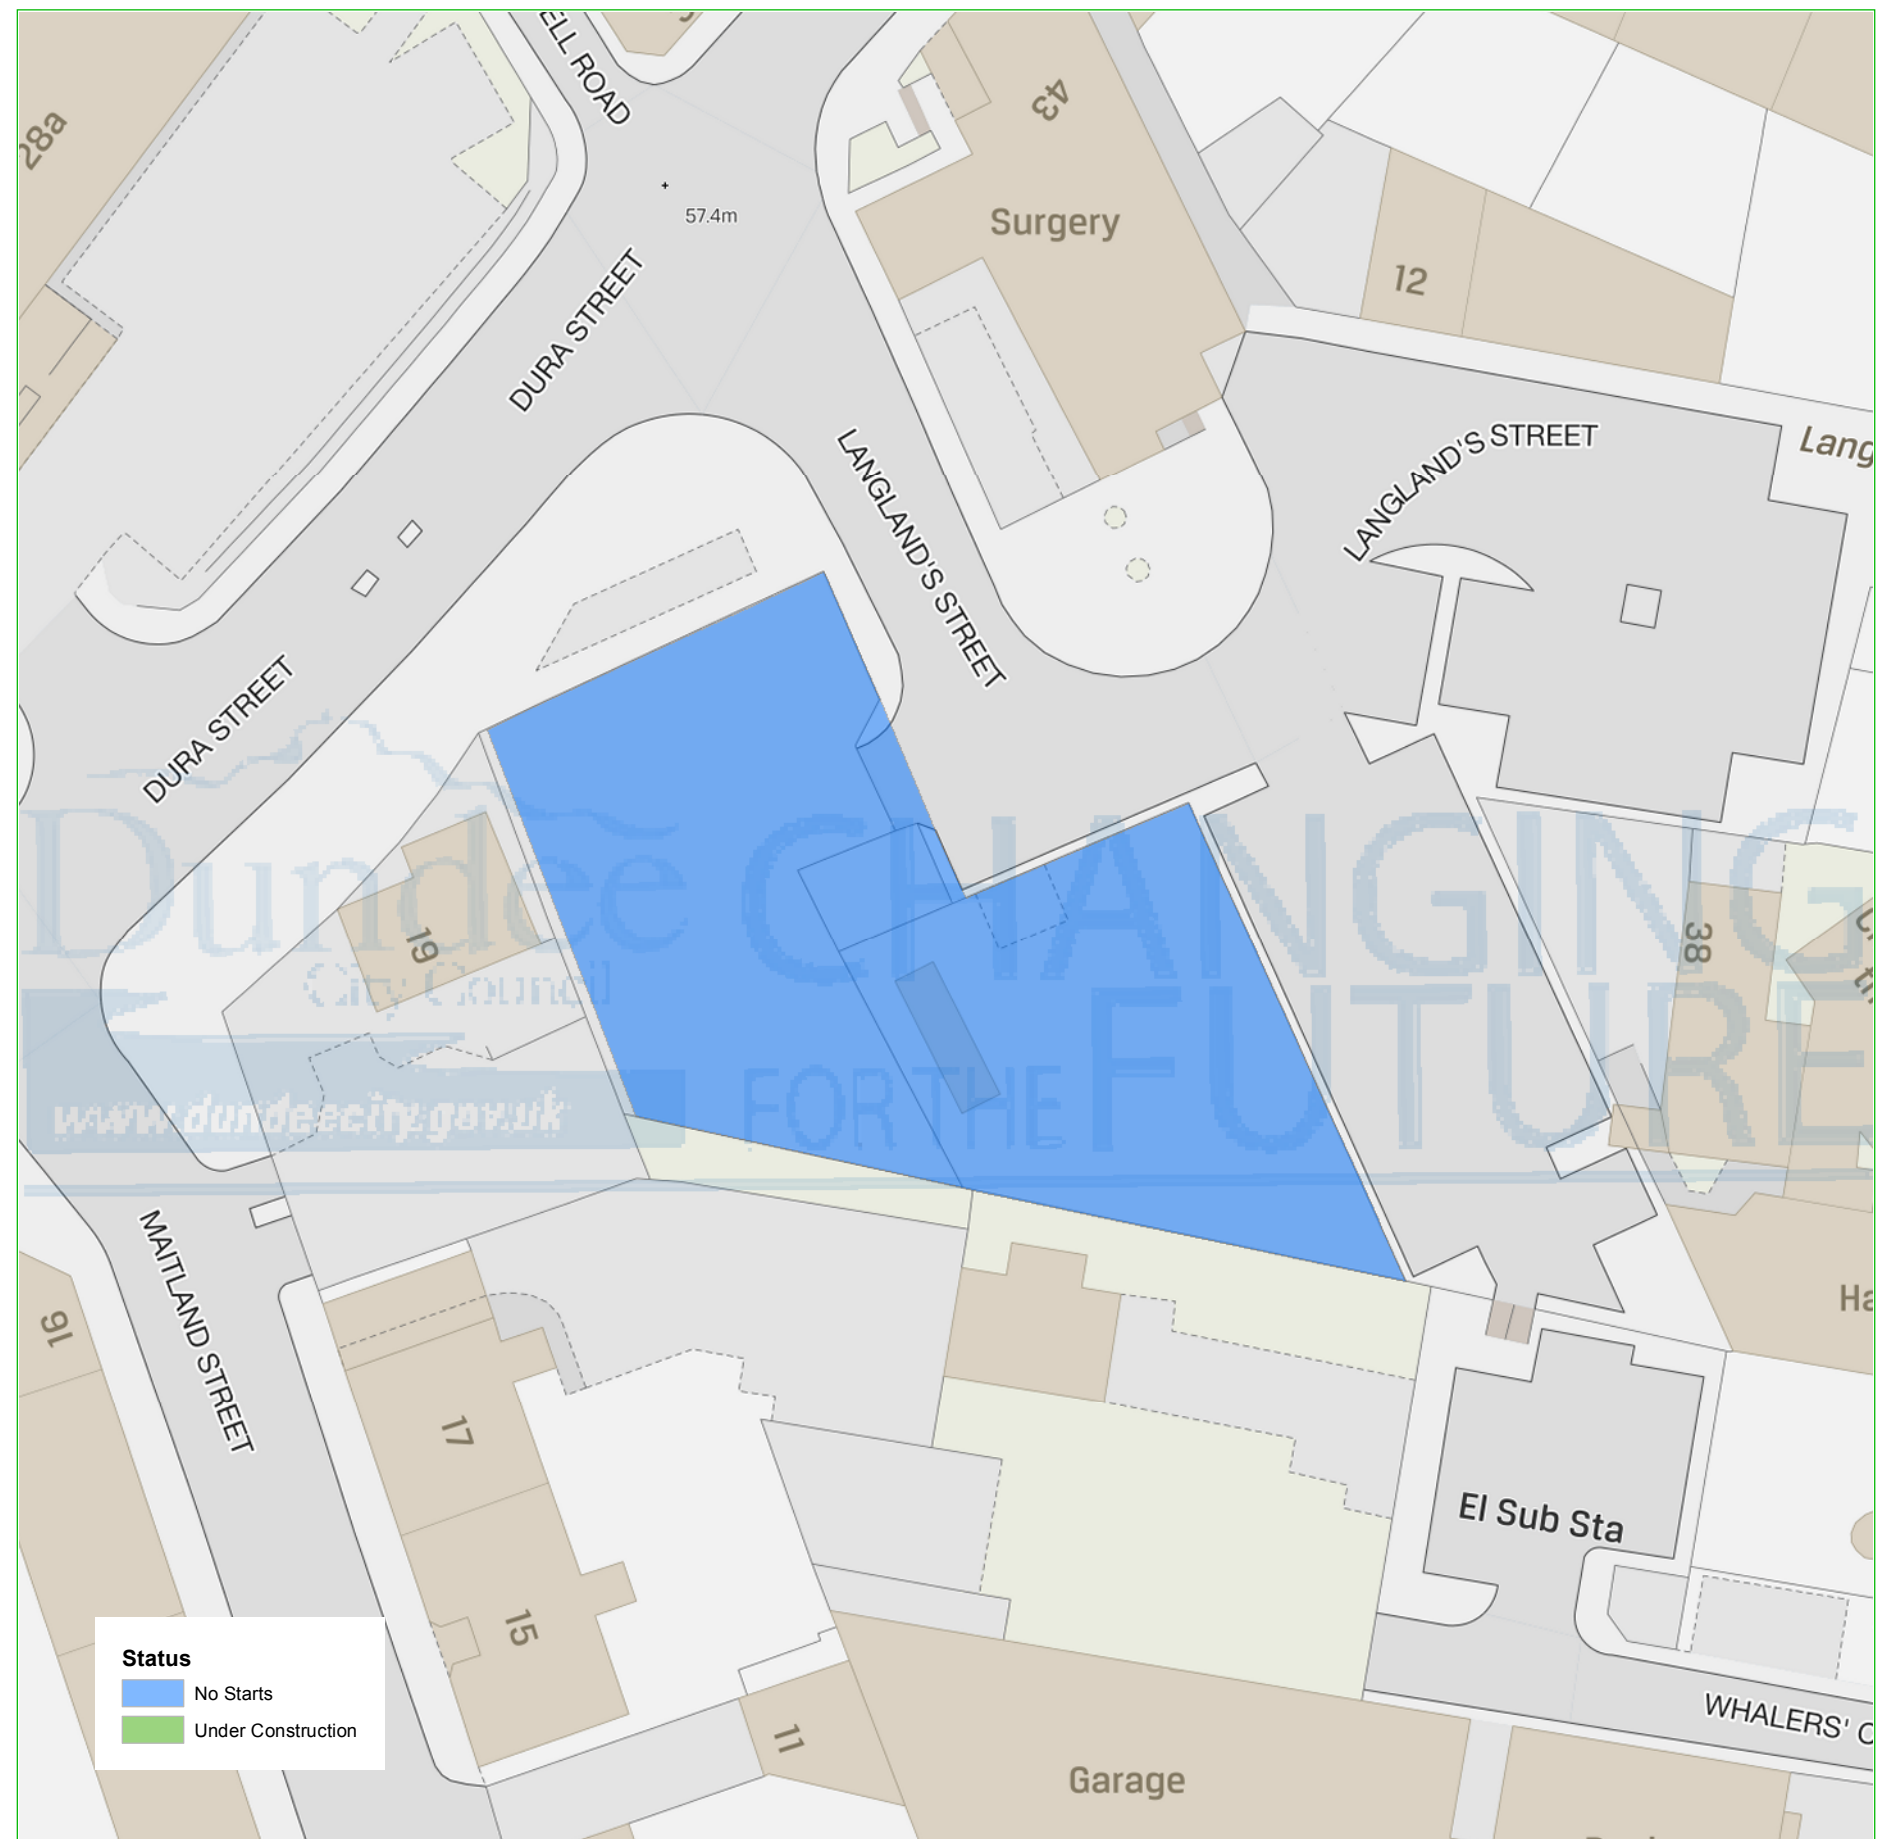 ELL ROAD
28a
43
57.4m
Surgery
12
DURA STREET
LANGLAND'S STREET
LANGLAND'S STREET
Lang
DURA STREET
Dundee
City Council
www.dundeecity.gov.uk
CHANGING
FOR THE FUTURE
19
38
MAITLAND STREET
16
Ha
17
El Sub Sta
15
Status
No Starts
Under Construction
11
WHALERS' C
Garage